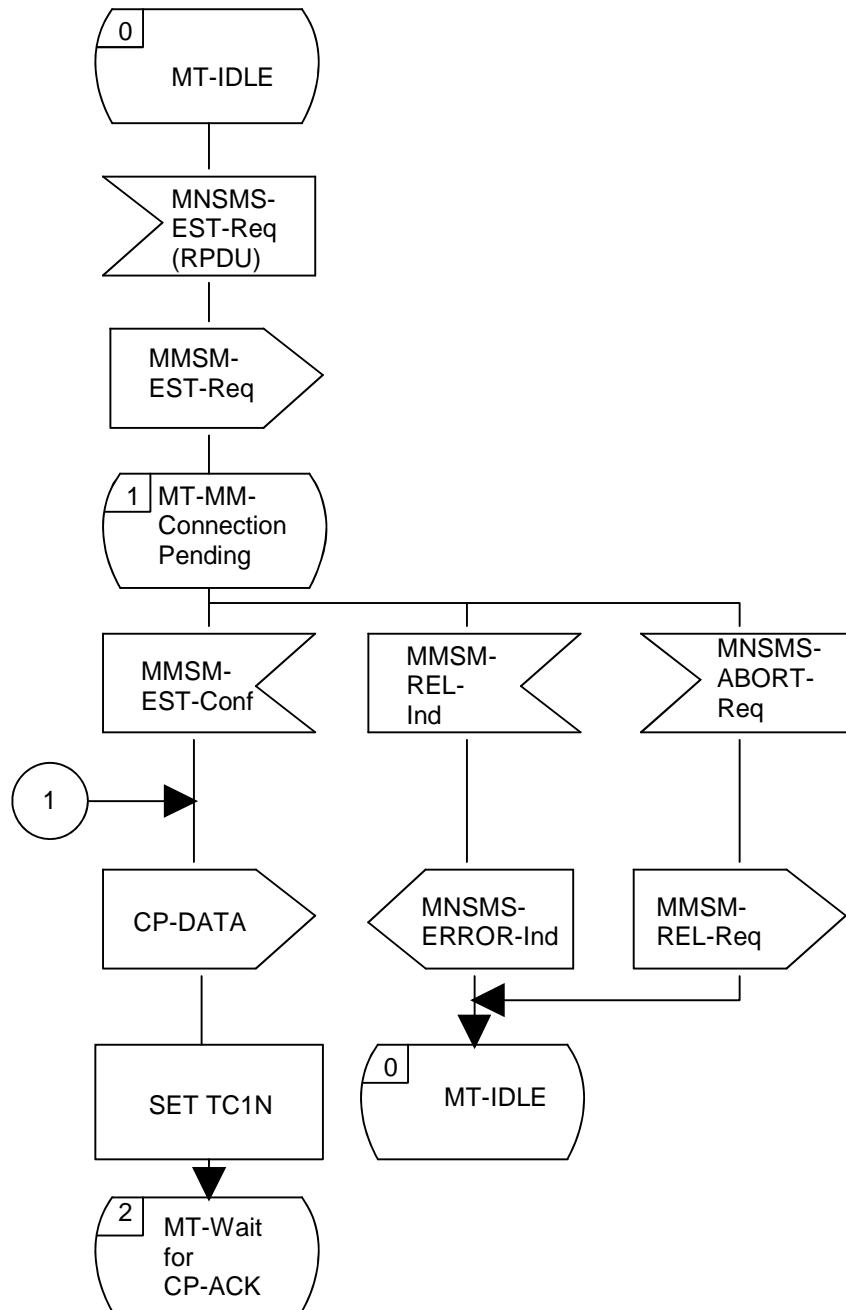 0
MT-IDLE
MNSMS-
EST-Req
(RPDU)
MMSM-
EST-Req
1
MT-MM-
Connection
Pending
MMSM-
EST-Conf
MMSM-
REL-
Ind
MNSMS-
ABORT-
Req
1
CP-DATA
MNSMS-
ERROR-Ind
MMSM-
REL-Req
SET TC1N
0
MT-IDLE
2
MT-Wait
for
CP-ACK